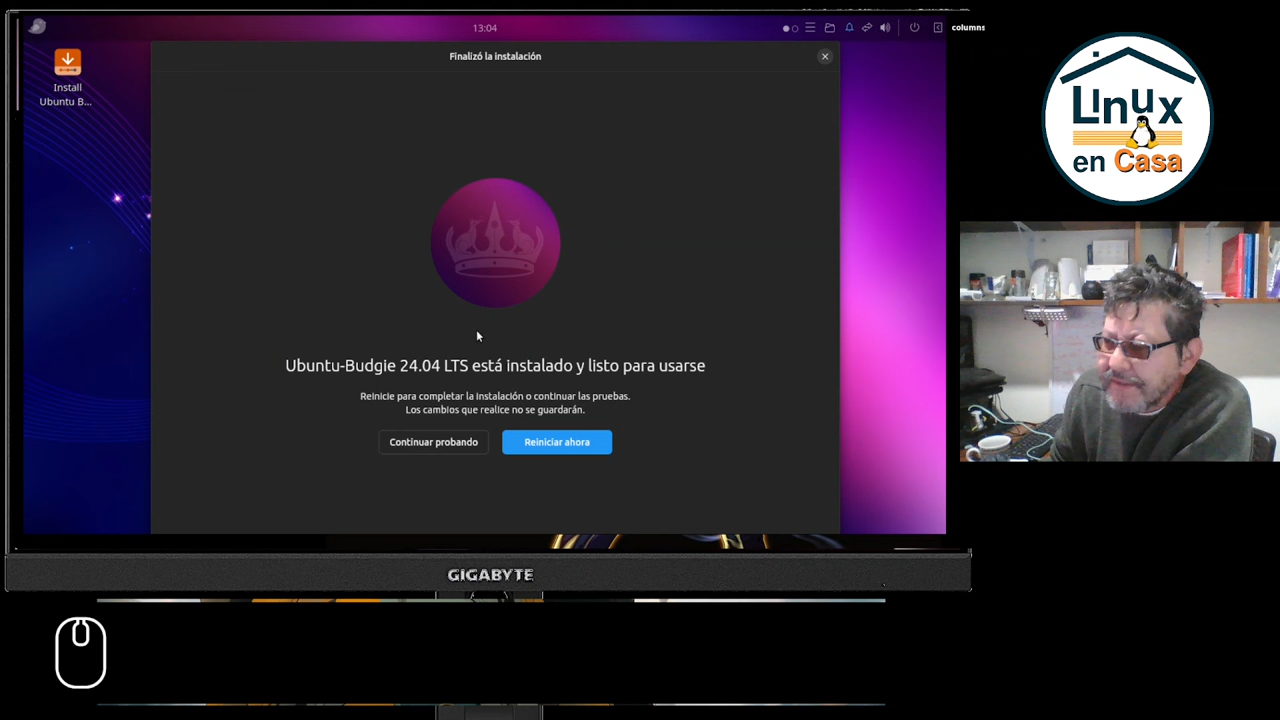 13:04
columns
Install
Ubuntu B...
Finalizó la instalación
Ubuntu-Budgie 24.04 LTS está instalado y listo para usarse
Reinicie para completar la instalación o continuar las pruebas.
Los cambios que realice no se guardarán.
Continuar probando
Reiniciar ahora
GIGABYTE
Linux
en Casa